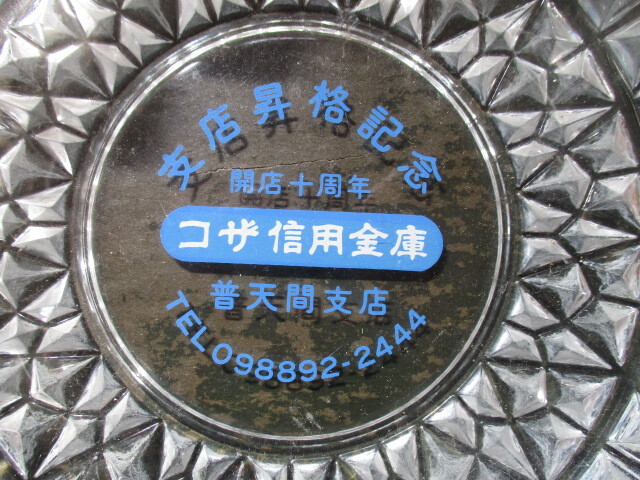 支店昇格記念
開店十周年
コザ信用金庫
普天間支店
TEL098892-2444